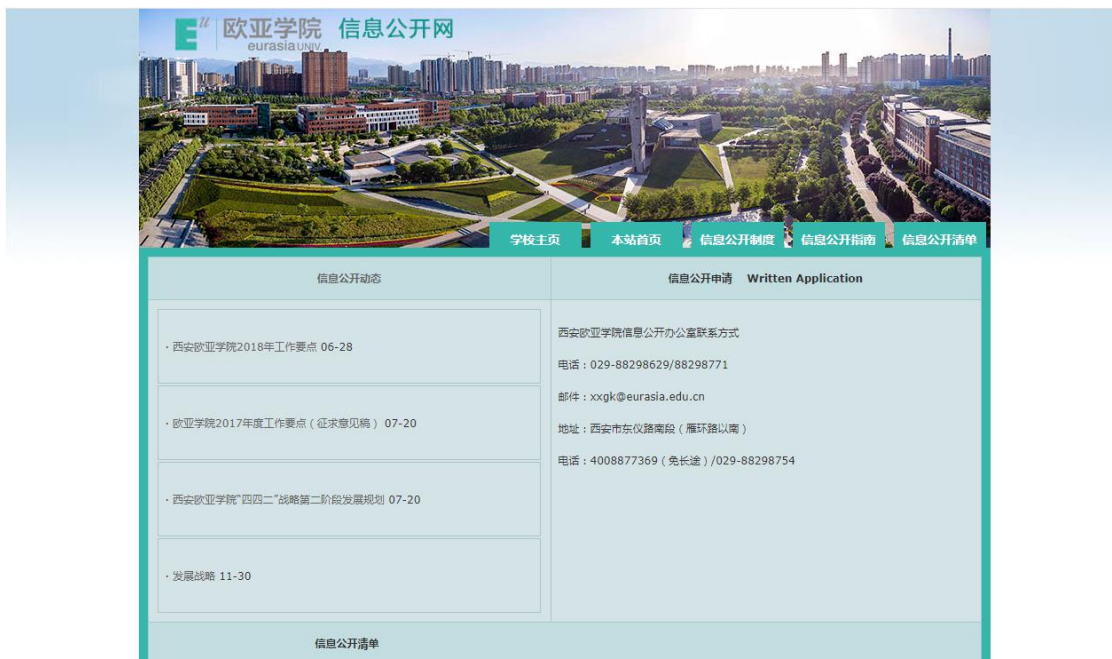 Eu 欧亚学院 信息公开网
eurasia UNIV.
学校主页 本站首页 信息公开制度 信息公开指南 信息公开清单
信息公开动态
· 西安欧亚学院2018年工作要点 06-28
· 欧亚学院2017年度工作要点（征求意见稿） 07-20
· 西安欧亚学院“四四二”战略第二阶段发展规划 07-20
· 发展战略 11-30
信息公开申请 Written Application
西安欧亚学院信息公开办公室联系方式
电话：029-88298629/88298771
邮件：xxgk@eurasia.edu.cn
地址：西安市东仪路南段（雁环路以南）
电话：4008877369（免长途）/029-88298754
信息公开清单